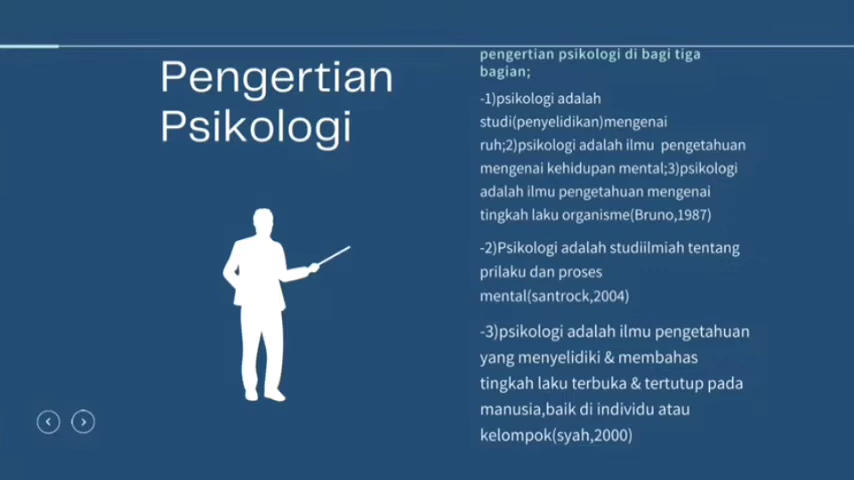 Pengertian
Psikologi
pengertian psikologi di bagi tiga
bagian;
-1)psikologi adalah
studi(penyelidikan)mengenai
ruh;2)psikologi adalah ilmu pengetahuan
mengenai kehidupan mental;3)psikologi
adalah ilmu pengetahuan mengenai
tingkah laku organisme(Bruno,1987)
-2)Psikologi adalah studiilmiah tentang
prilaku dan proses
mental(santrock,2004)
-3)psikologi adalah ilmu pengetahuan
yang menyelidiki & membahas
tingkah laku terbuka & tertutup pada
manusia,baik di individu atau
kelompok(syah,2000)